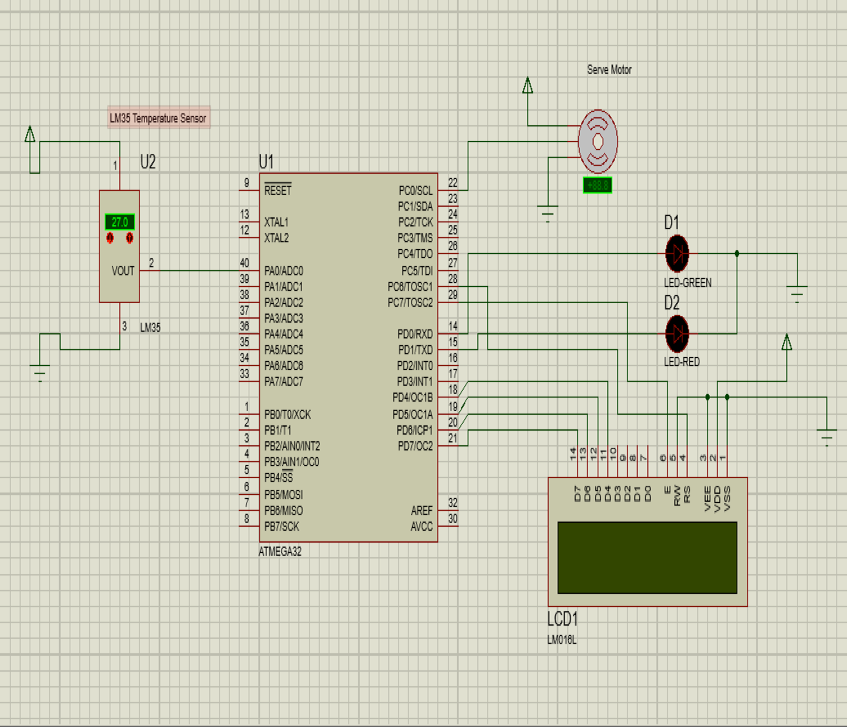 Serve Motor
LM35 Temperature Sensor
U2
1
27.0
VOUT
2
3
LM35
U1
9
RESET
13
XTAL1
12
XTAL2
40
PA0/ADC0
39
PA1/ADC1
38
PA2/ADC2
37
PA3/ADC3
36
PA4/ADC4
35
PA5/ADC5
34
PA6/ADC6
33
PA7/ADC7
1
PB0/T0/XCK
2
PB1/T1
3
PB2/AIN0/INT2
4
PB3/AIN1/OC0
5
PB4/SS
6
PB5/MOSI
7
PB6/MISO
8
PB7/SCK
PC0/SCL
22
PC1/SDA
23
PC2/TCK
24
PC3/TMS
25
PC4/TDO
26
PC5/TDI
27
PC6/TOSC1
28
PC7/TOSC2
29
PD0/RXD
14
PD1/TXD
15
PD2/INT0
16
PD3/INT1
17
PD4/OC1B
18
PD5/OC1A
19
PD6/ICP1
20
PD7/OC2
21
AREF
32
AVCC
30
ATMEGA32
D1
LED-GREEN
D2
LED-RED
14
13
12
11
10
9
8
7
6
5
4
3
2
1
D7
D6
D5
D4
D3
D2
D1
D0
E
RW
RS
VEE
VDD
VSS
LCD1
LM016L